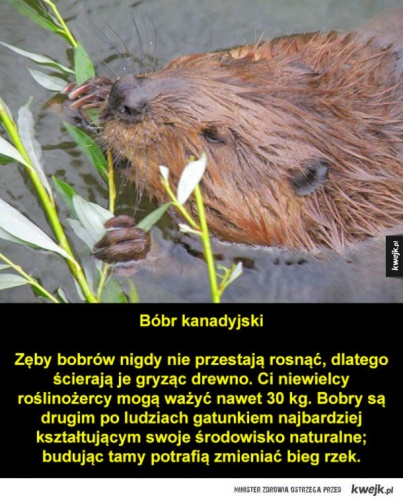 kwejk.pl
Bóbr kanadyjski
Zęby bobrów nigdy nie przestają rosnąć, dlatego
ścierają je gryząc drewno. Ci niewielcy
roślinożercy mogą ważyć nawet 30 kg. Bobry są
drugim po ludziach gatunkiem najbardziej
kształtującym swoje środowisko naturalne;
budując tamy potrafią zmieniać bieg rzek.
MINISTER ZDROWIA OSTRZEGA PRZED kwejk.pl